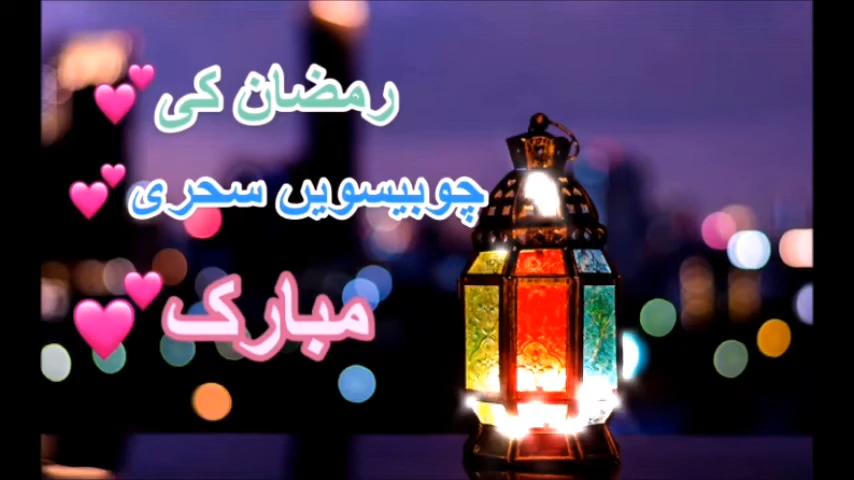 رمضان کی
چوبیسویں سحری
مبارک